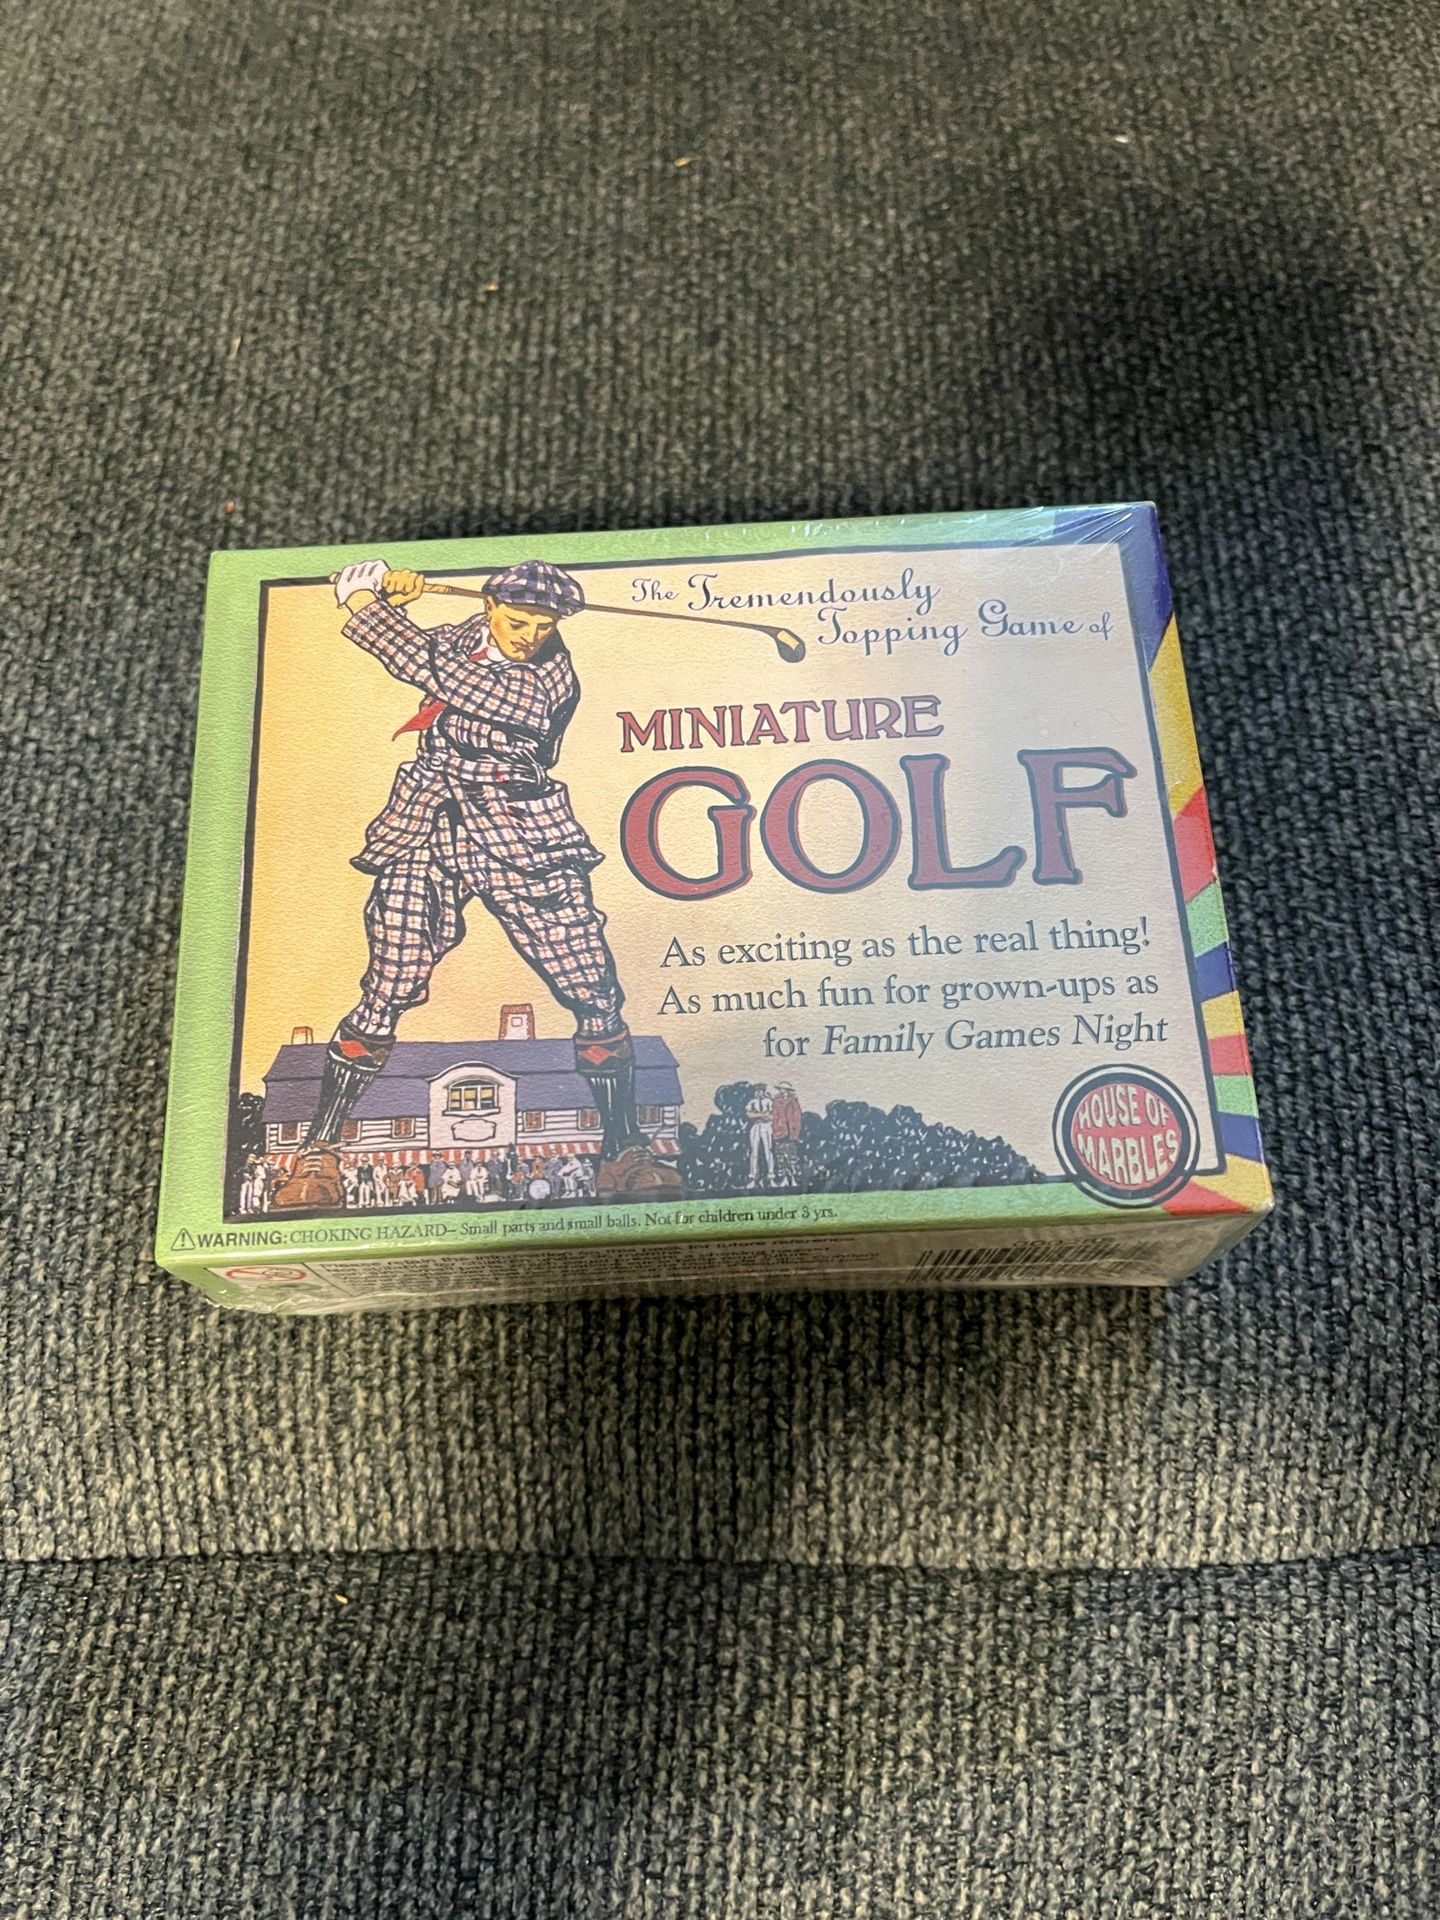 The Tremendously
Topping Game of
MINIATURE
GOLF
As exciting as the real thing!
As much fun for grown-ups as
for Family Games Night
HOUSE OF
MARBLES
WARNING: CHOKING HAZARD– Small parts and small balls. Not for children under 3 yrs.